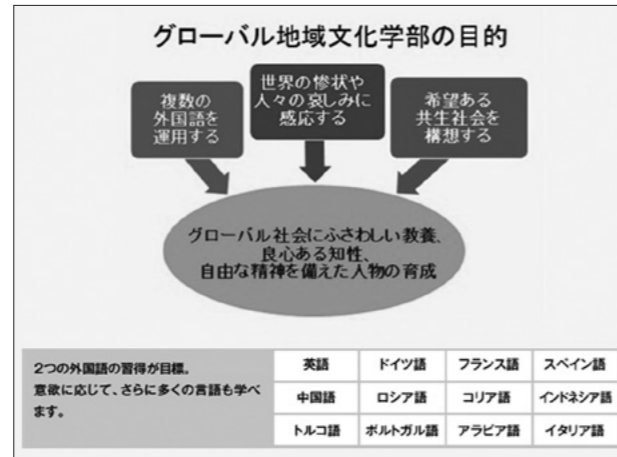 グローバル地域文化学部の目的
複数の
外国語を
運用する
世界の惨状や
人々の哀しみに
感応する
希望ある
共生社会を
構想する
グローバル社会にふさわしい教養、
良心ある知性、
自由な精神を備えた人物の育成
2つの外国語の習得が目標。
意欲に応じて、さらに多くの言語も学べ
ます。
英語 ドイツ語 フランス語 スペイン語
中国語 ロシア語 コリア語 インドネシア語
トルコ語 ポルトガル語 アラビア語 イタリア語